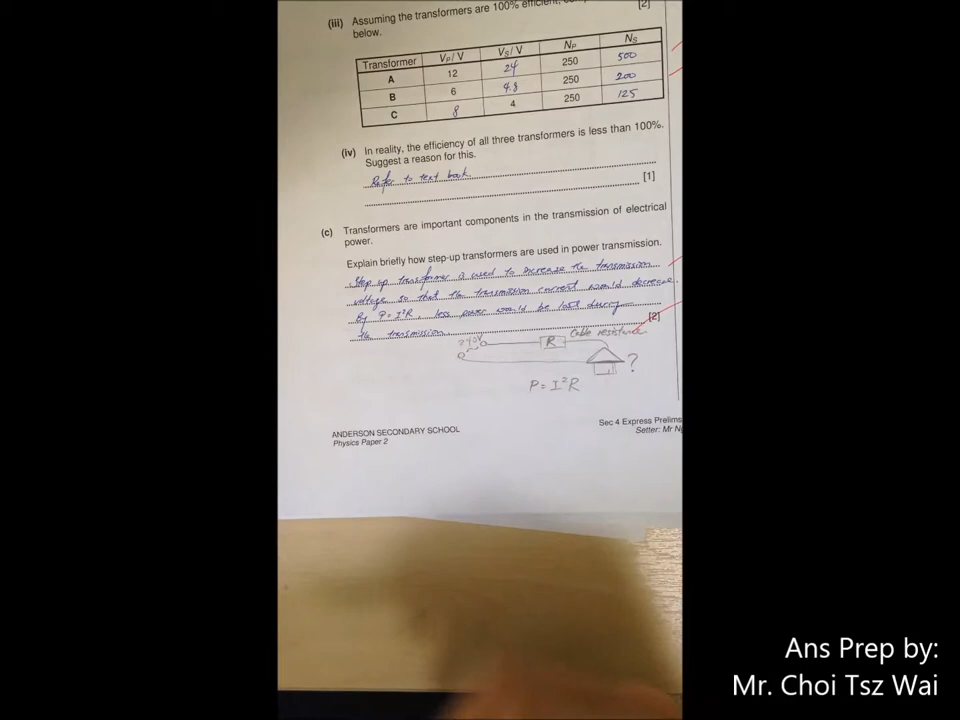 (iii) Assuming the transformers are 100% efficient, [2]
below.
Transformer VP/ V VS/ V NP NS
A 12 24 250 500
B 6 4.8 250 200
C 8 4 250 125
(iv) In reality, the efficiency of all three transformers is less than 100%.
Suggest a reason for this.
Refer to text book
[1]
(c) Transformers are important components in the transmission of electrical
power.
Explain briefly how step-up transformers are used in power transmission.
Step up transformer is used to increase the transmission
voltage so that the transmission current would decrease.
By P = I²R, less power would be lost during
the transmission. [2]
240V R Cable resistance
?
P = I²R
ANDERSON SECONDARY SCHOOL Sec 4 Express Prelims
Physics Paper 2 Setter: Mr
Ans Prep by:
Mr. Choi Tsz Wai